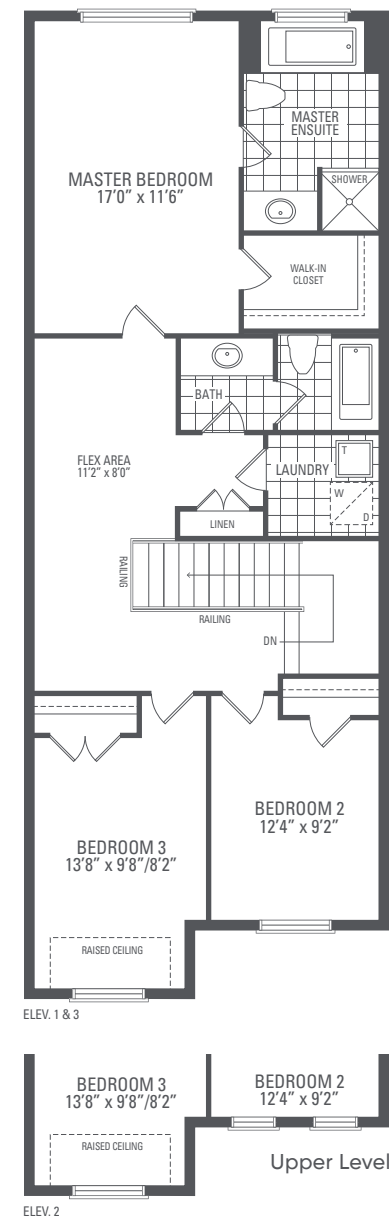 MASTER
ENSUITE
MASTER BEDROOM
17'0" x 11'6"
SHOWER
WALK-IN
CLOSET
BATH
FLEX AREA
11'2" x 8'0"
LAUNDRY
T
W
D
LINEN
RAILING
RAILING
DN
BEDROOM 2
12'4" x 9'2"
BEDROOM 3
13'8" x 9'8"/8'2"
RAISED CEILING
ELEV. 1 & 3
BEDROOM 3
13'8" x 9'8"/8'2"
BEDROOM 2
12'4" x 9'2"
RAISED CEILING
Upper Level
ELEV. 2